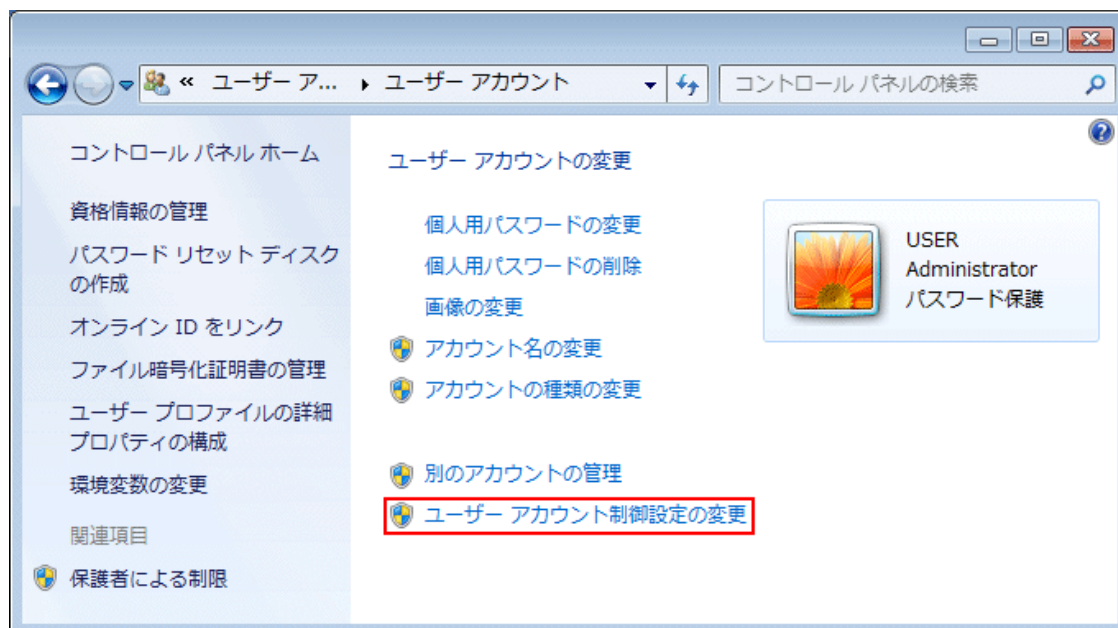 « ユーザー ア... ▸ ユーザー アカウント
コントロール パネルの検索
コントロール パネル ホーム
資格情報の管理
パスワード リセット ディスク
の作成
オンライン ID をリンク
ファイル暗号化証明書の管理
ユーザー プロファイルの詳細
プロパティの構成
環境変数の変更
関連項目
保護者による制限
ユーザー アカウントの変更
個人用パスワードの変更
個人用パスワードの削除
画像の変更
アカウント名の変更
アカウントの種類の変更
別のアカウントの管理
ユーザー アカウント制御設定の変更
USER
Administrator
パスワード保護